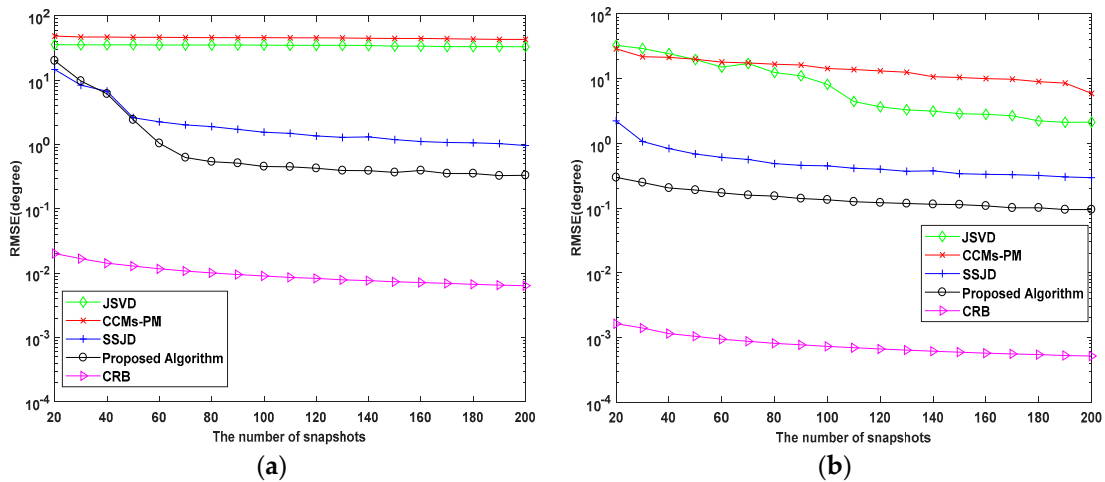 10^2
10^1
10^0
10^-1
10^-2
10^-3
10^-4
RMSE(degree)
JSVD
CCMs-PM
SSJD
Proposed Algorithm
CRB
20 40 60 80 100 120 140 160 180 200
The number of snapshots
(a)
10^2
10^1
10^0
10^-1
10^-2
10^-3
10^-4
RMSE(degree)
JSVD
CCMs-PM
SSJD
Proposed Algorithm
CRB
20 40 60 80 100 120 140 160 180 200
The number of snapshots
(b)